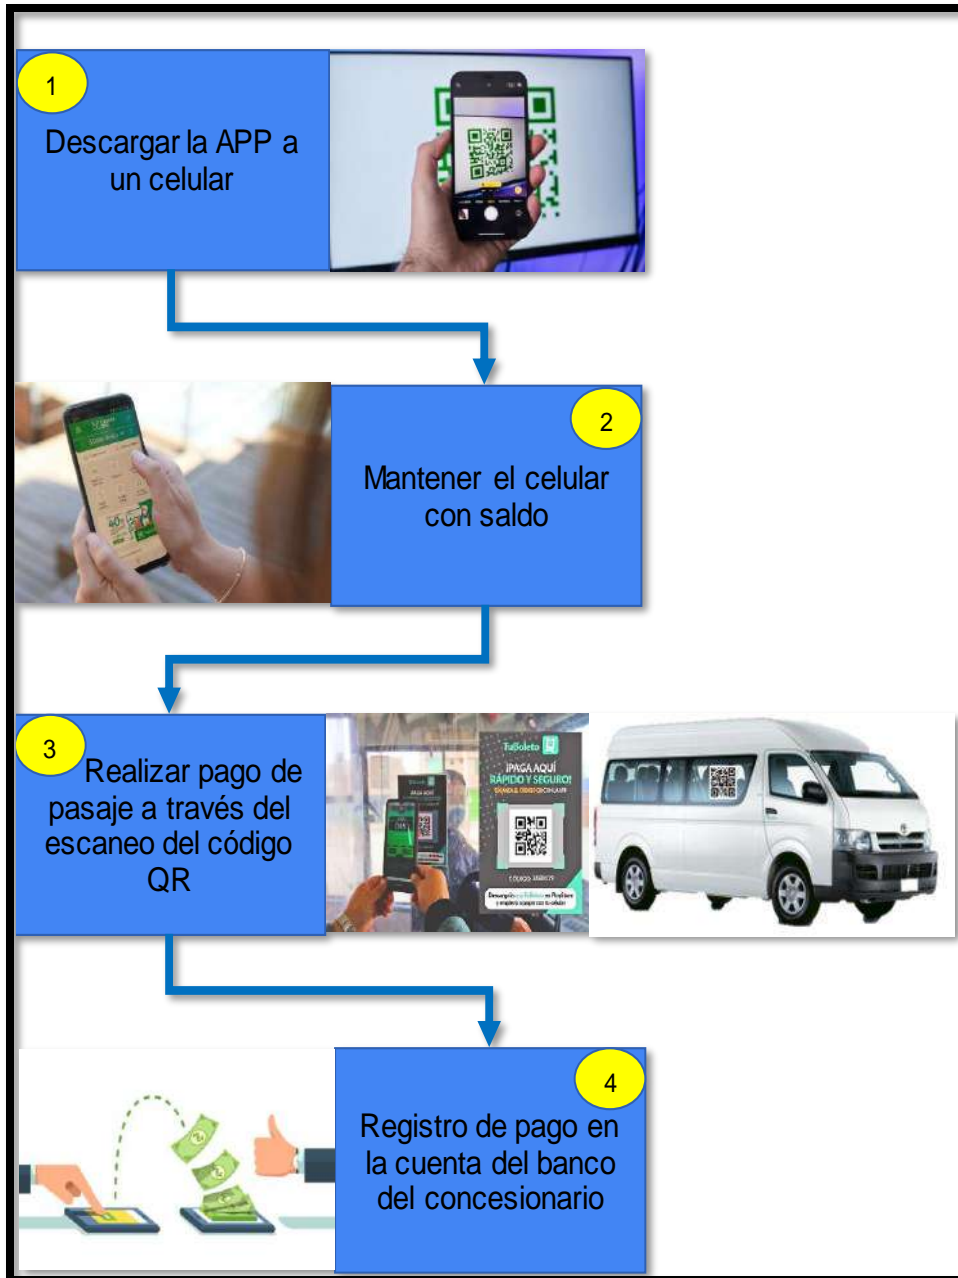 1
Descargar la APP a
un celular
2
Mantener el celular
con saldo
3
Realizar pago de
pasaje a través del
escaneo del código
QR
TuBoleto
¡PAGA AQUÍ
RÁPIDO Y SEGURO!
4
Registro de pago en
la cuenta del banco
del concesionario